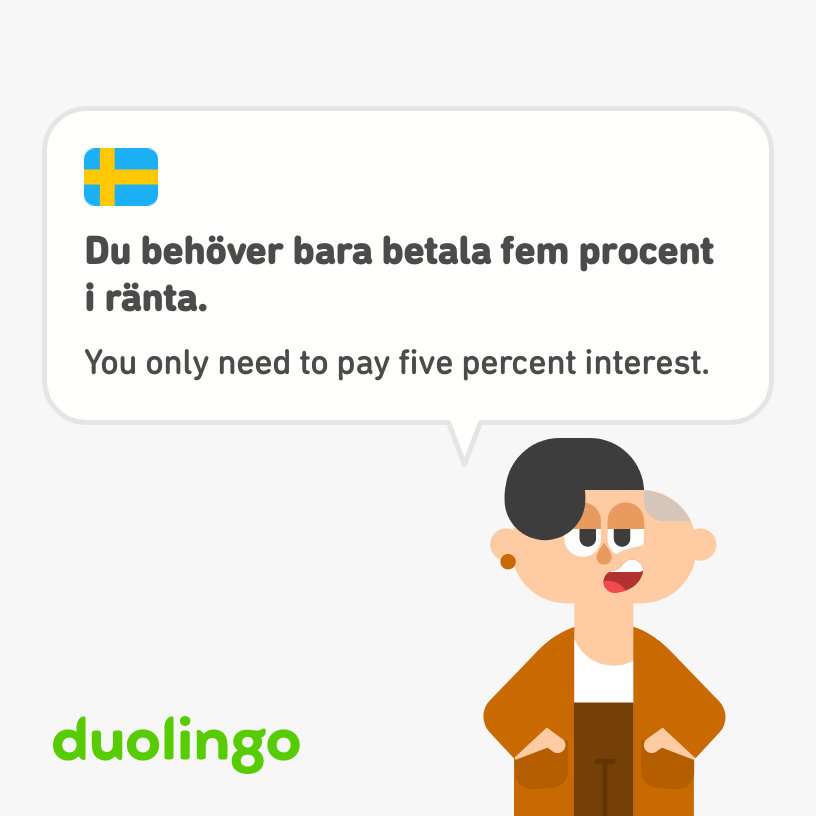 Du behöver bara betala fem procent
i ränta.
You only need to pay five percent interest.
duolingo